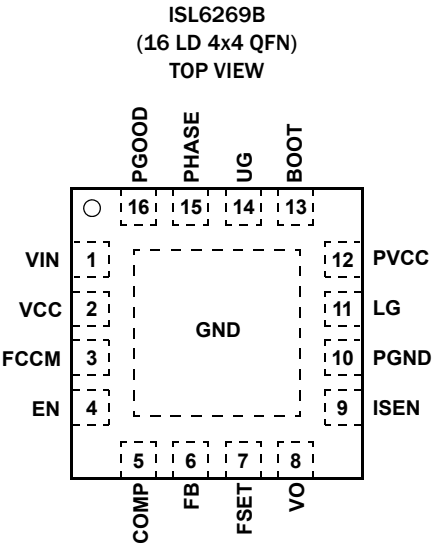 ISL6269B
(16 LD 4x4 QFN)
TOP VIEW
PGOOD
PHASE
UG
BOOT
16
15
14
13
VIN 1
12 PVCC
VCC 2
11 LG
GND
FCCM 3
10 PGND
EN 4
9 ISEN
5
6
7
8
COMP
FB
FSET
VO